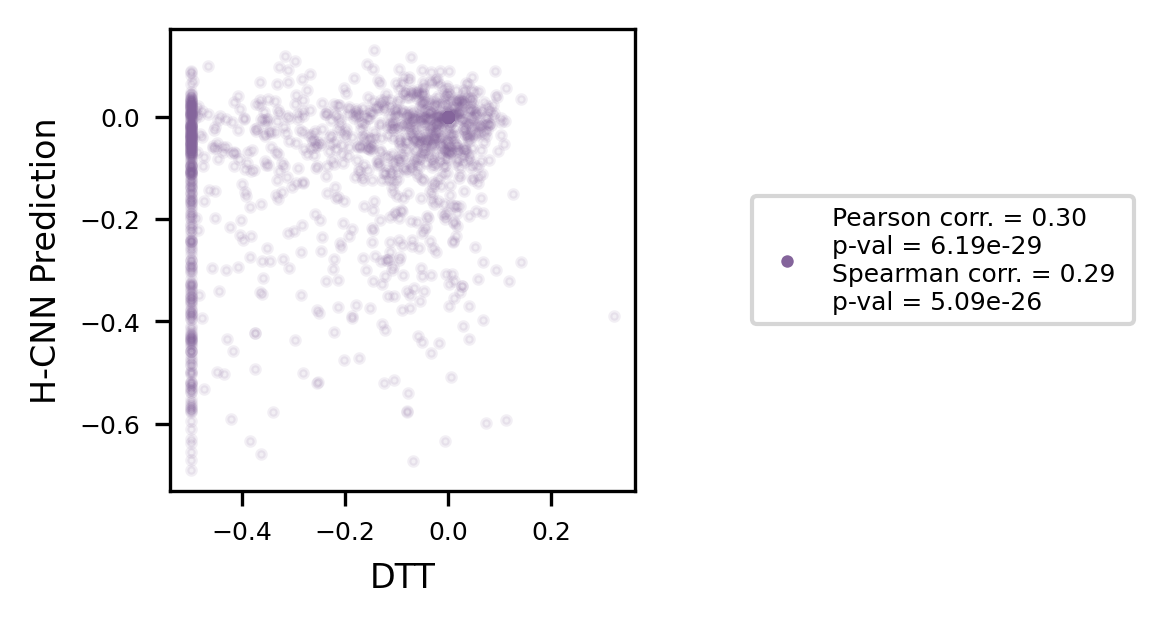 0.0
−0.2
−0.4
−0.6
H-CNN Prediction
−0.4
−0.2
0.0
0.2
DTT
Pearson corr. = 0.30
p-val = 6.19e-29
Spearman corr. = 0.29
p-val = 5.09e-26